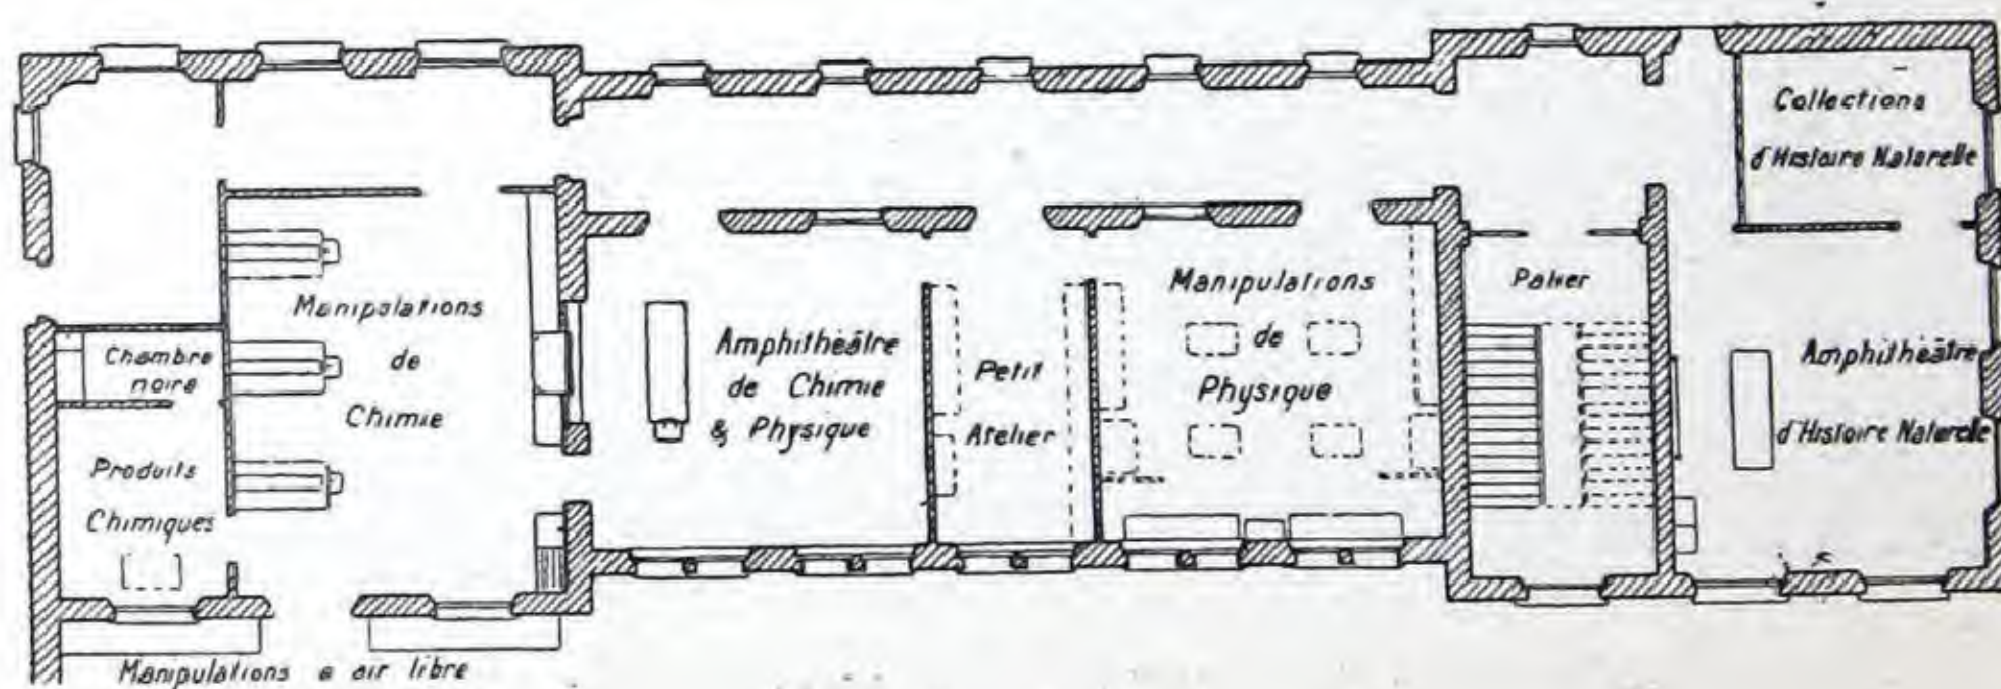 Manipulations
de
Chimie
Chambre
noire
Produits
Chimiques
Manipulations a air libre
Amphithéâtre
de Chimie
& Physique
Petit
Atelier
Manipulations
de
Physique
Palier
Collections
d'Histoire Naturelle
Amphithéâtre
d'Histoire Naturelle